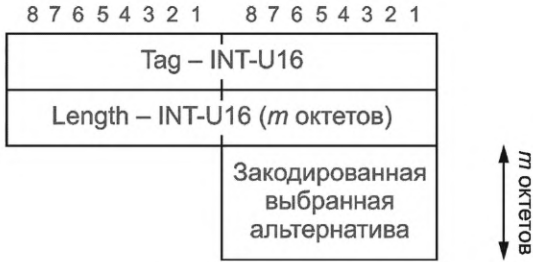 8 7 6 5 4 3 2 1 8 7 6 5 4 3 2 1
Tag – INT-U16
Length – INT-U16 (m октетов)
Закодированная
выбранная
альтернатива
m октетов